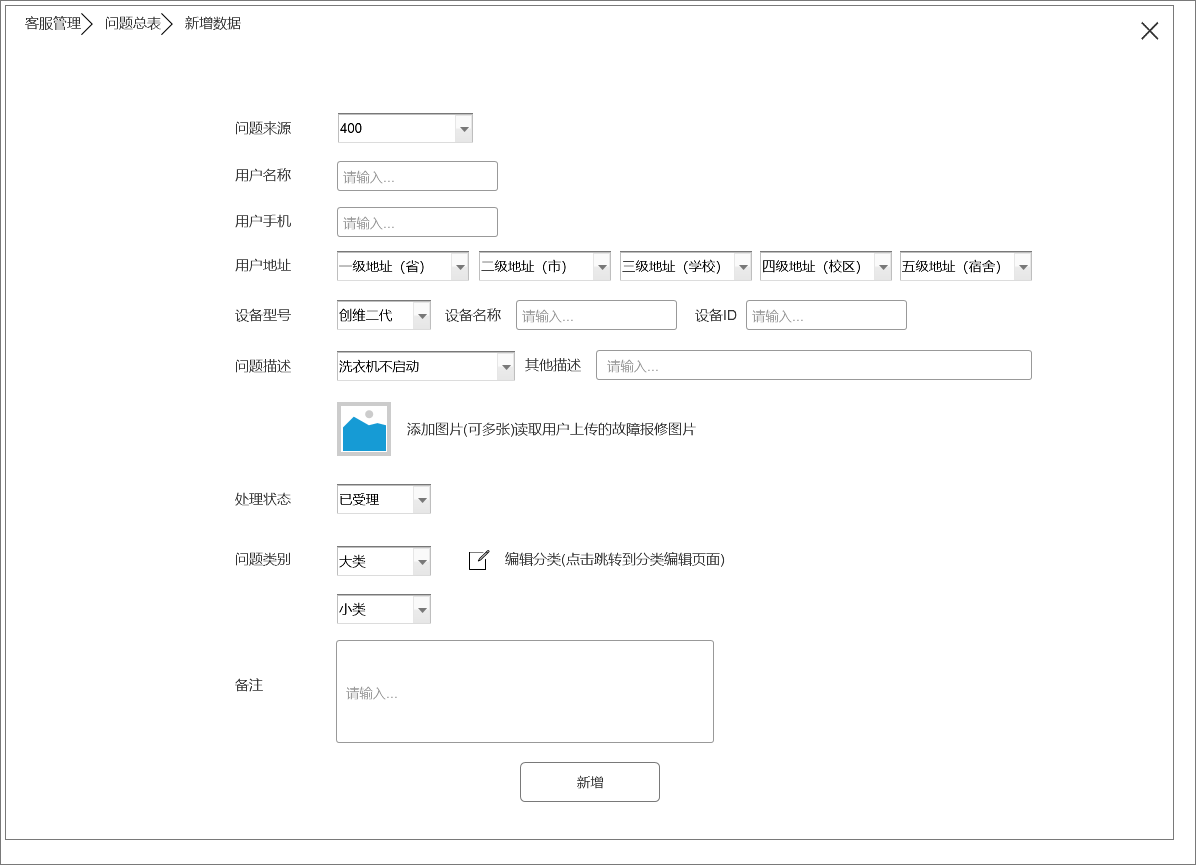 客服管理 问题总表 新增数据
问题来源 400
用户名称 请输入...
用户手机 请输入...
用户地址 一级地址（省） 二级地址（市） 三级地址（学校） 四级地址（校区） 五级地址（宿舍）
设备型号 创维二代 设备名称 请输入... 设备ID 请输入...
问题描述 洗衣机不启动 其他描述 请输入...
添加图片(可多张)读取用户上传的故障报修图片
处理状态 已受理
问题类别 大类 编辑分类(点击跳转到分类编辑页面)
小类
备注 请输入...
新增